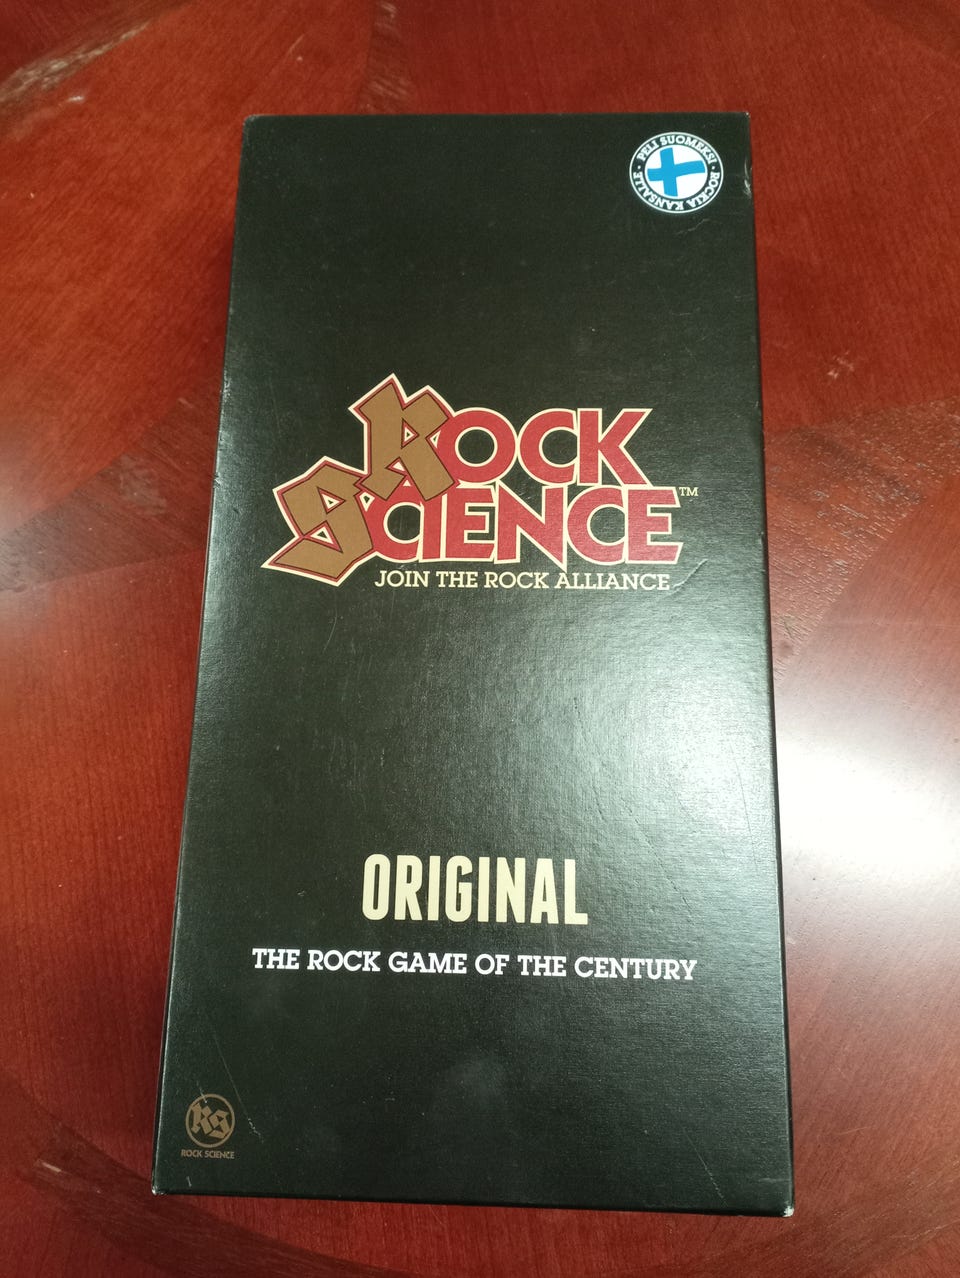 PELI SUOMEKSI · ROCKIA KANSALLE ·
ROCK
SCIENCE™
JOIN THE ROCK ALLIANCE
ORIGINAL
THE ROCK GAME OF THE CENTURY
RS
ROCK SCIENCE